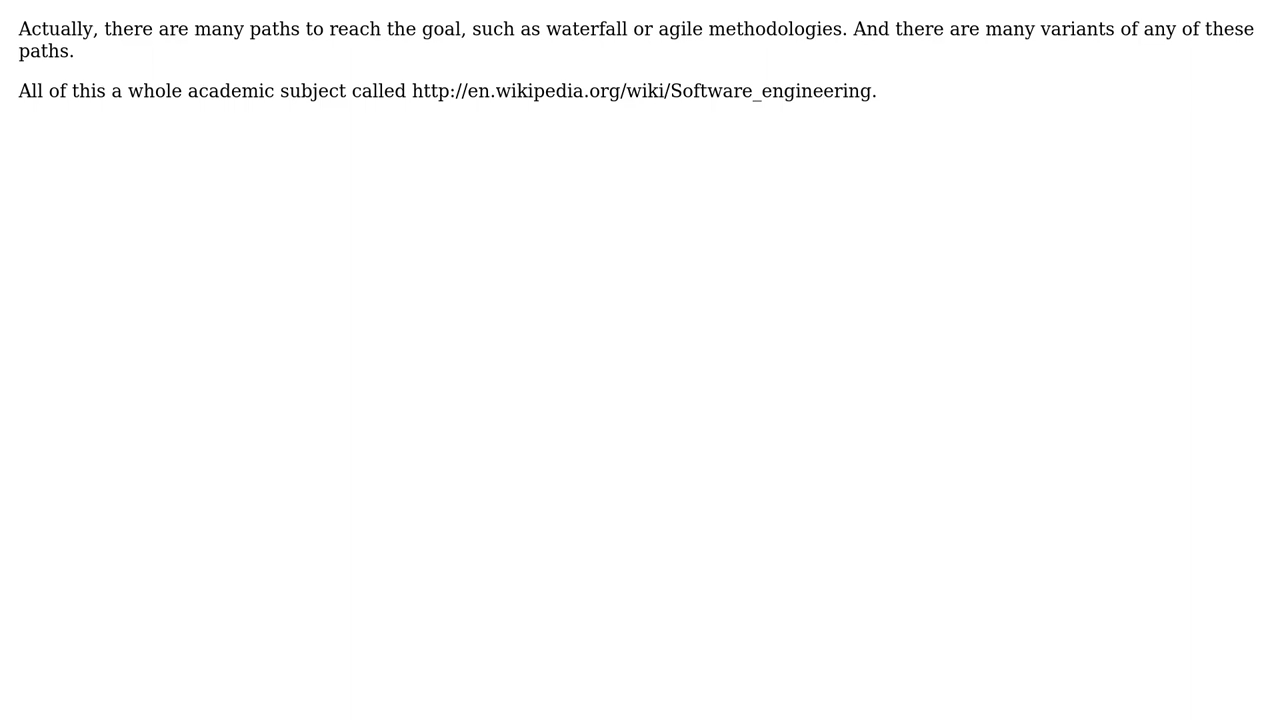 Actually, there are many paths to reach the goal, such as waterfall or agile methodologies. And there are many variants of any of these
paths.
All of this a whole academic subject called http://en.wikipedia.org/wiki/Software_engineering.